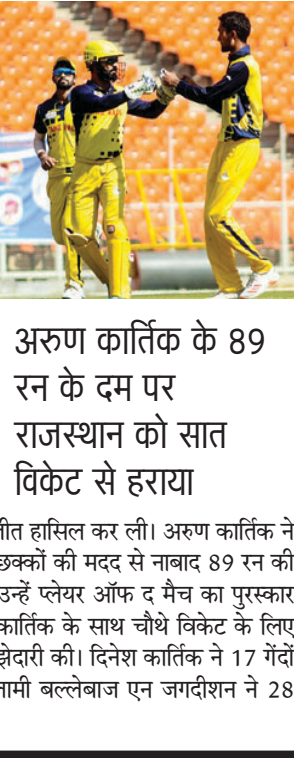 अरुण कार्तिक के 89
रन के दम पर
राजस्थान को सात
विकेट से हराया
जीत हासिल कर ली। अरुण कार्तिक ने
छक्कों की मदद से नाबाद 89 रन की
उन्हें प्लेयर ऑफ द मैच का पुरस्कार
कार्तिक के साथ चौथे विकेट के लिए
झेदारी की। दिनेश कार्तिक ने 17 गेंदों
नामी बल्लेबाज एन जगदीशन ने 28